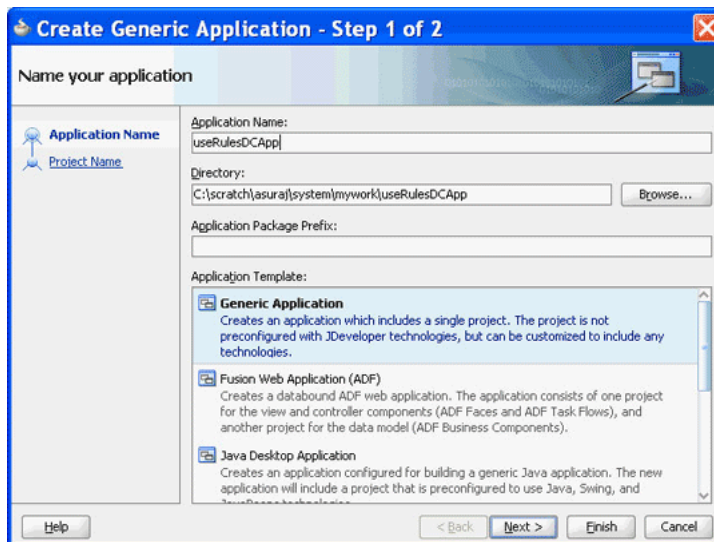 Create Generic Application - Step 1 of 2
Name your application
Application Name
Project Name
Application Name:
useRulesDCApp
Directory:
C:\scratch\asuraj\system\mywork\useRulesDCApp
Browse...
Application Package Prefix:
Application Template:
Generic Application
Creates an application which includes a single project. The project is not
preconfigured with JDeveloper technologies, but can be customized to include any
technologies.
Fusion Web Application (ADF)
Creates a databound ADF web application. The application consists of one project
for the view and controller components (ADF Faces and ADF Task Flows), and
another project for the data model (ADF Business Components).
Java Desktop Application
Creates an application configured for building a generic Java application. The new
application will include a project that is preconfigured to use Java, Swing, and
Help
< Back
Next >
Finish
Cancel